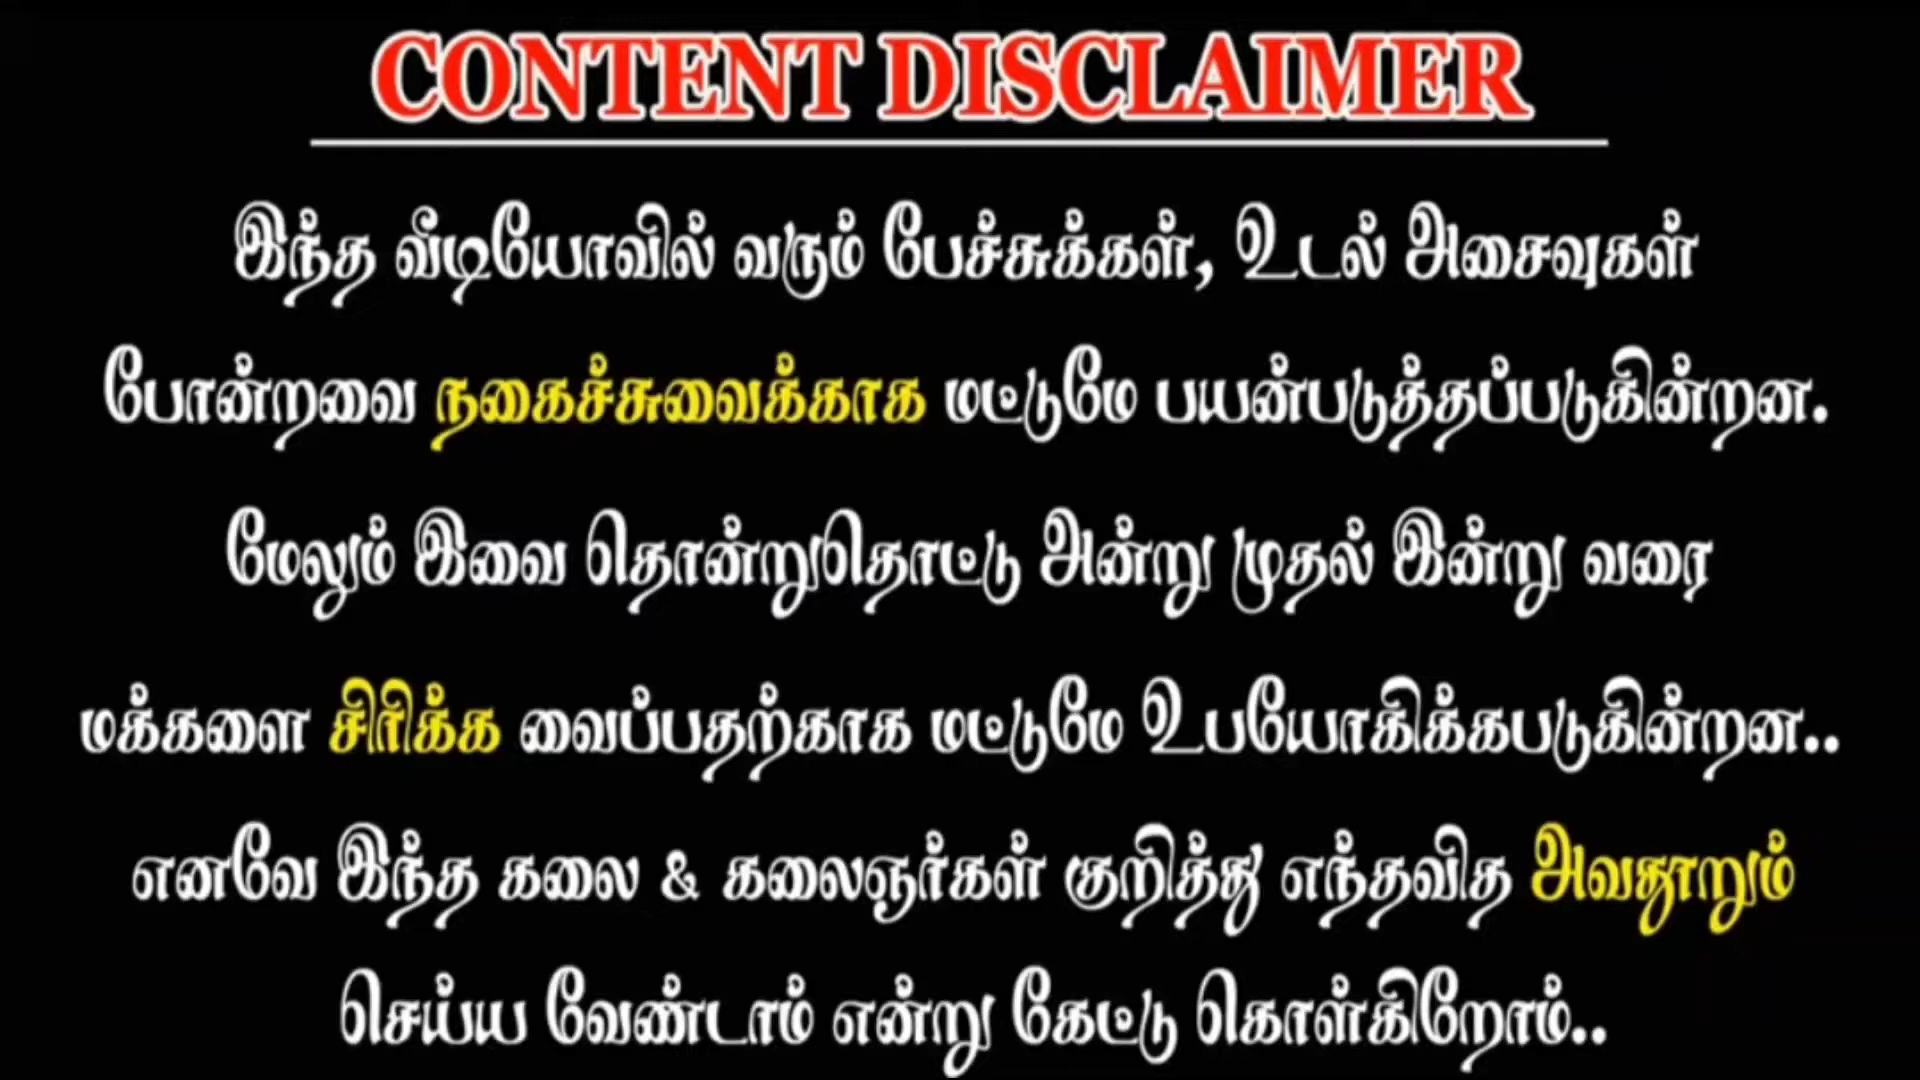 CONTENT DISCLAIMER
இந்த வீடியோவில் வரும் பேச்சுக்கள், உடல் அசைவுகள்
போன்றவை நகைச்சுவைக்காக மட்டுமே பயன்படுத்தப்படுகின்றன.
மேலும் இவை தொன்றுதொட்டு அன்று முதல் இன்று வரை
மக்களை சிரிக்க வைப்பதற்காக மட்டுமே உபயோகிக்கபடுகின்றன..
எனவே இந்த கலை & கலைஞர்கள் குறித்து எந்தவித அவதூறும்
செய்ய வேண்டாம் என்று கேட்டு கொள்கிறோம்..